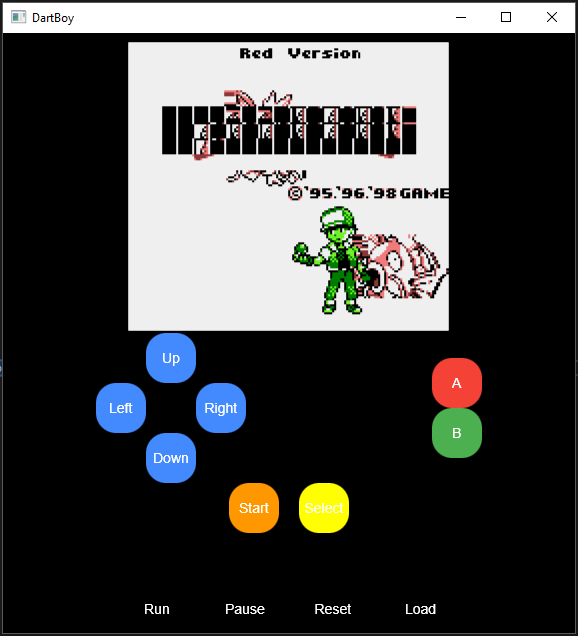 DartBoy
Red Version
©'95.'96.'98 GAME
Up
Left
Right
Down
A
B
Start
Select
Run
Pause
Reset
Load